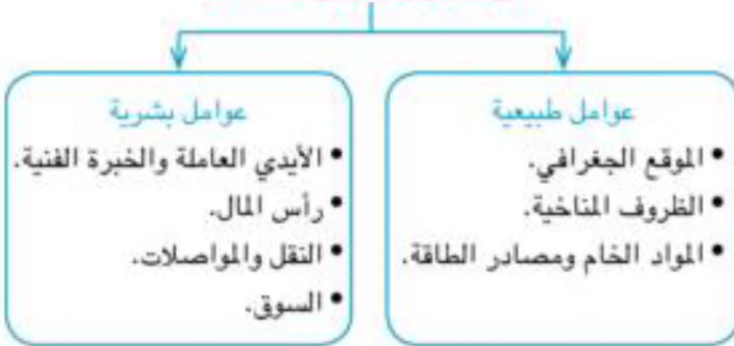 عوامل طبيعية
• الموقع الجغرافي.
• الظروف المناخية.
• المواد الخام ومصادر الطاقة.
عوامل بشرية
• الأيدي العاملة والخبرة الفنية.
• رأس المال.
• النقل والمواصلات.
• السوق.